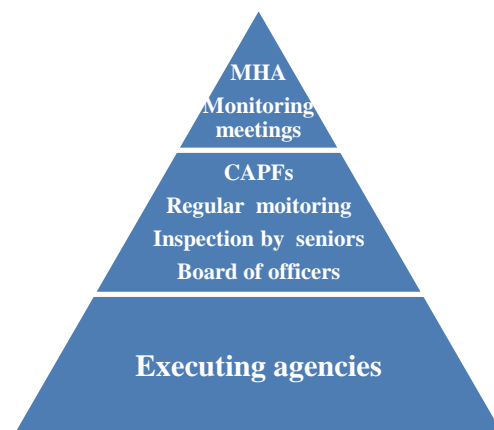 MHA
Monitoring
meetings
CAPFs
Regular moitoring
Inspection by seniors
Board of officers
Executing agencies